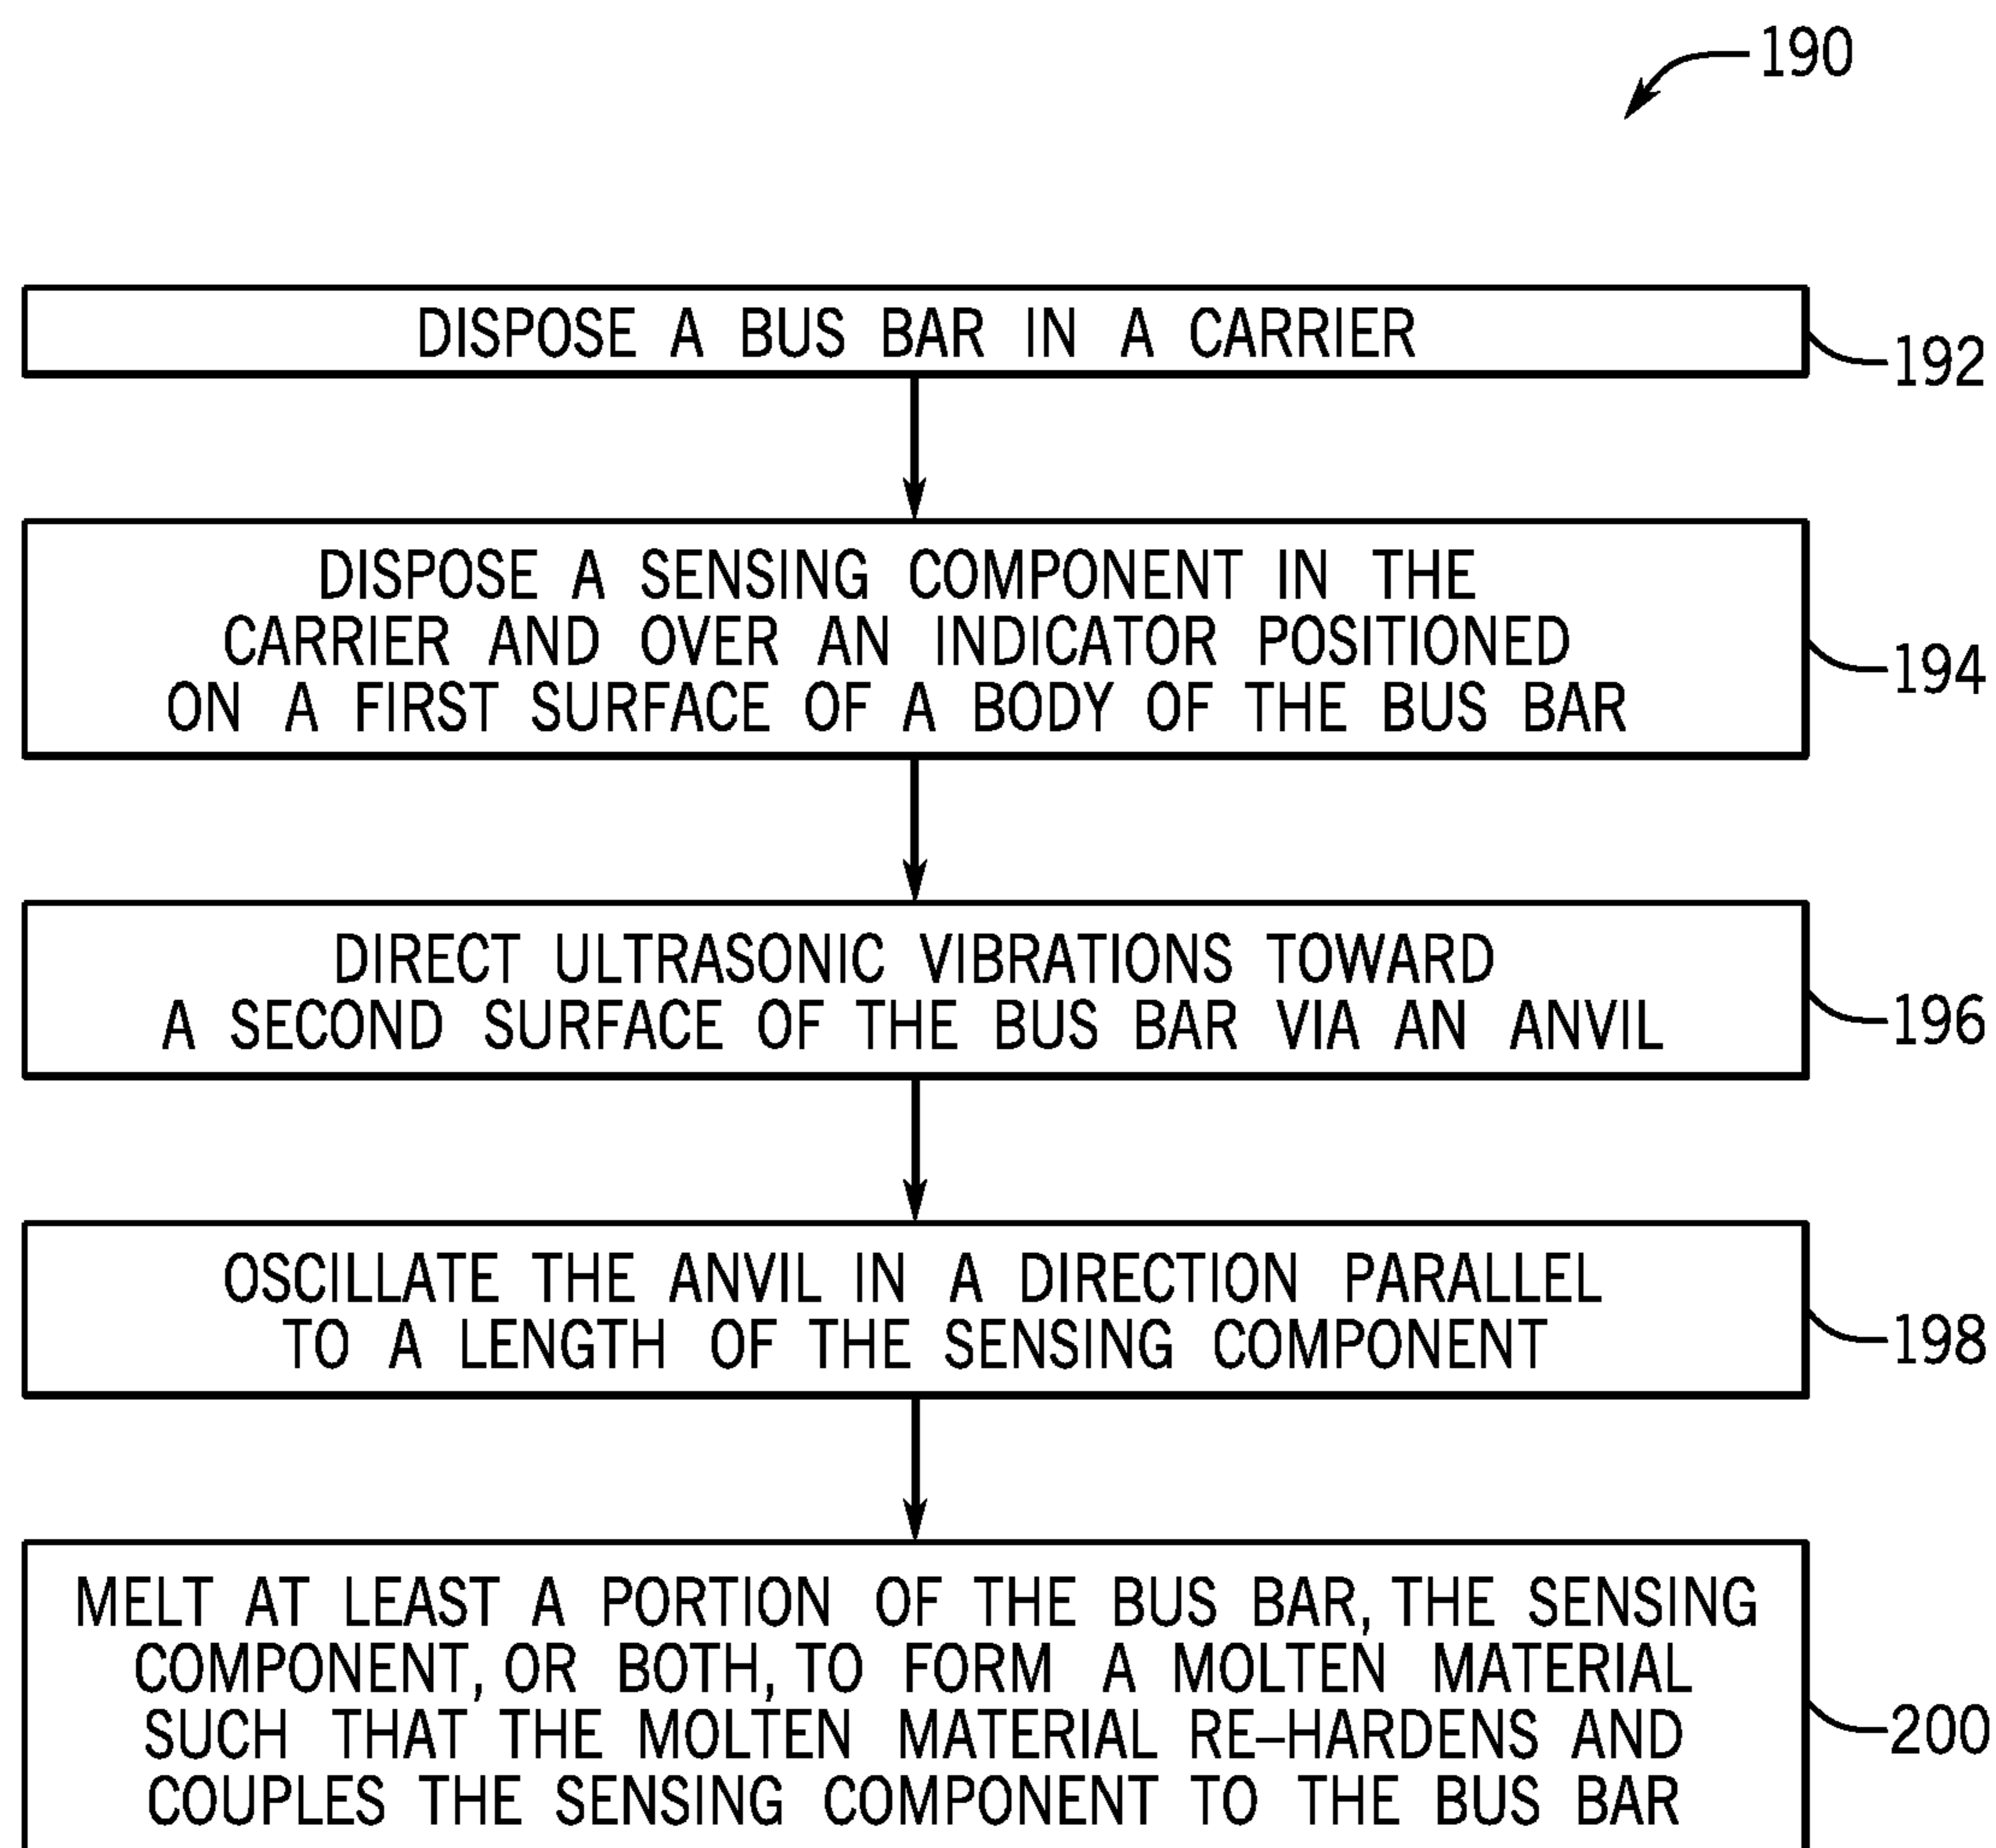 190
DISPOSE A BUS BAR IN A CARRIER
192
DISPOSE A SENSING COMPONENT IN THE
CARRIER AND OVER AN INDICATOR POSITIONED
ON A FIRST SURFACE OF A BODY OF THE BUS BAR
194
DIRECT ULTRASONIC VIBRATIONS TOWARD
A SECOND SURFACE OF THE BUS BAR VIA AN ANVIL
196
OSCILLATE THE ANVIL IN A DIRECTION PARALLEL
TO A LENGTH OF THE SENSING COMPONENT
198
MELT AT LEAST A PORTION OF THE BUS BAR, THE SENSING
COMPONENT, OR BOTH, TO FORM A MOLTEN MATERIAL
SUCH THAT THE MOLTEN MATERIAL RE-HARDENS AND
COUPLES THE SENSING COMPONENT TO THE BUS BAR
200